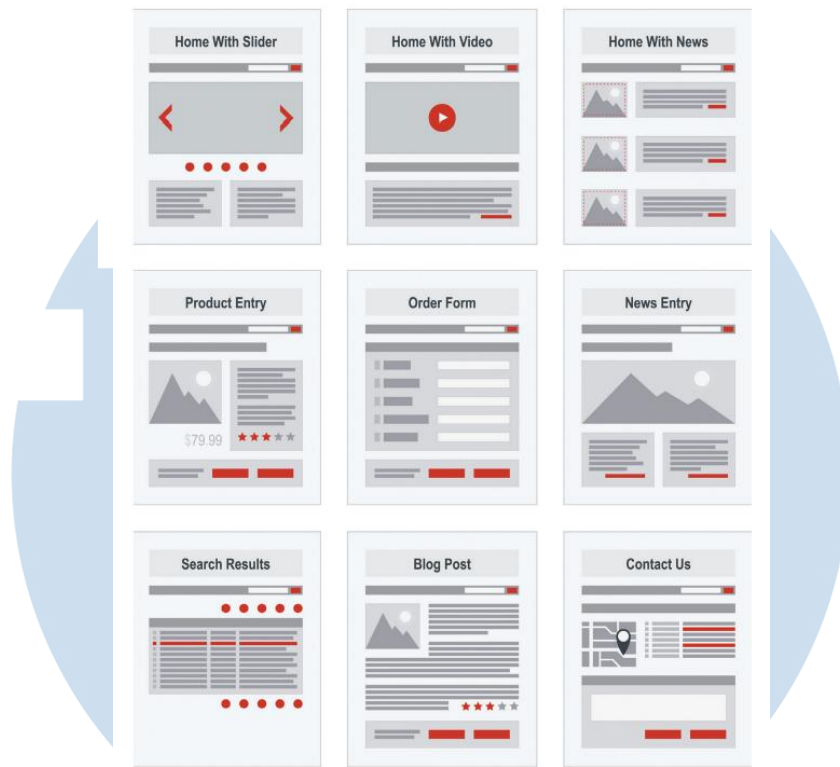 Home With Slider
Home With Video
Home With News
Product Entry
Order Form
News Entry
$79.99
Search Results
Blog Post
Contact Us